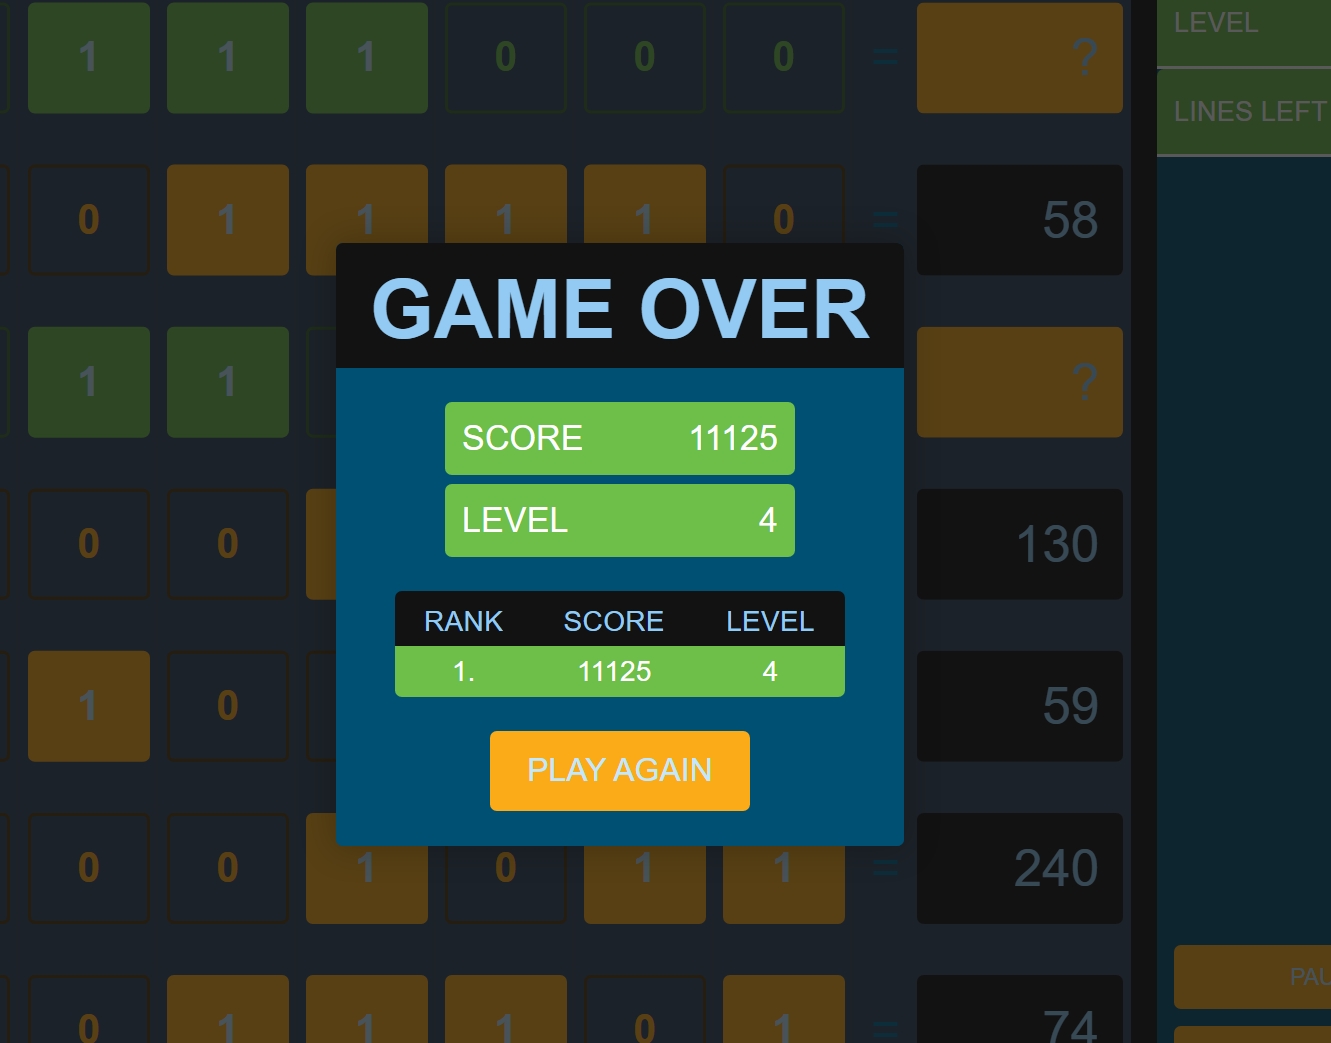 1 1 1 0 0 0 = ?
LEVEL
LINES LEFT
0 1 1 1 1 0 = 58
GAME OVER
1 1 ?
SCORE 11125
LEVEL 4
0 0 130
RANK SCORE LEVEL
1. 11125 4
1 0 59
PLAY AGAIN
0 0 1 0 1 1 = 240
PAU
0 1 1 1 0 1 = 74